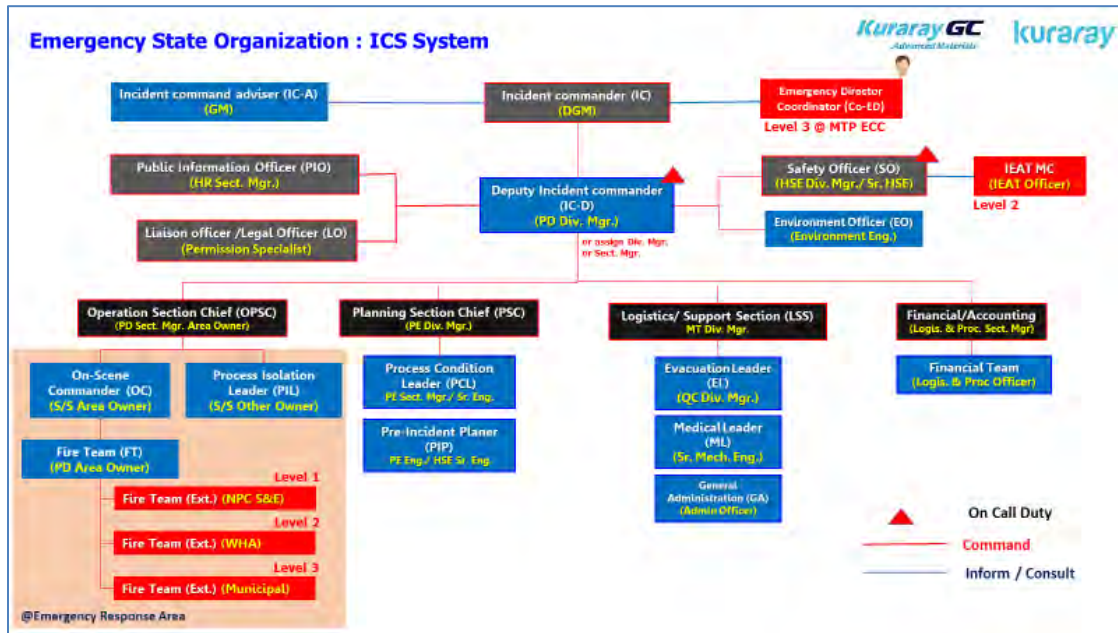 Emergency State Organization : ICS System
Kuraray GC
Advanced Materials
kuraray
Incident command adviser (IC-A)
(GM)
Incident commander (IC)
(DGM)
Emergency Director
Coordinator (Co-ED)
Level 3 @ MTP ECC
Public Information Officer (PIO)
(HR Sect. Mgr.)
Deputy Incident commander
(IC-D)
(PD Div. Mgr.)
Safety Officer (SO)
(HSE Div. Mgr./ Sr. HSE)
IEAT MC
(IEAT Officer)
Level 2
Liaison officer /Legal Officer (LO)
(Permission Specialist)
Environment Officer (EO)
(Environment Eng.)
or assign Div. Mgr.
or Sect. Mgr.
Operation Section Chief (OPSC)
(PD Sect. Mgr. Area Owner)
Planning Section Chief (PSC)
(PE Div. Mgr.)
Logistics/ Support Section (LSS)
MT Div. Mgr.
Financial/Accounting
(Logis. & Proc. Sect. Mgr)
On-Scene
Commander (OC)
(S/S Area Owner)
Process Isolation
Leader (PIL)
(S/S Other Owner)
Process Condition
Leader (PCL)
PE Sect. Mgr./ Sr. Eng.
Evacuation Leader
(EL)
(QC Div. Mgr.)
Financial Team
(Logis. & Proc Officer)
Fire Team (FT)
(PD Area Owner)
Pre-Incident Planer
(PIP)
PE Eng./ HSE Sr. Eng.
Medical Leader
(ML)
(Sr. Mech. Eng.)
General
Administration (GA)
(Admin Officer)
Level 1
Fire Team (Ext.) (NPC S&E)
Level 2
Fire Team (Ext.) (WHA)
Level 3
Fire Team (Ext.) (Municipal)
@Emergency Response Area
On Call Duty
Command
Inform / Consult